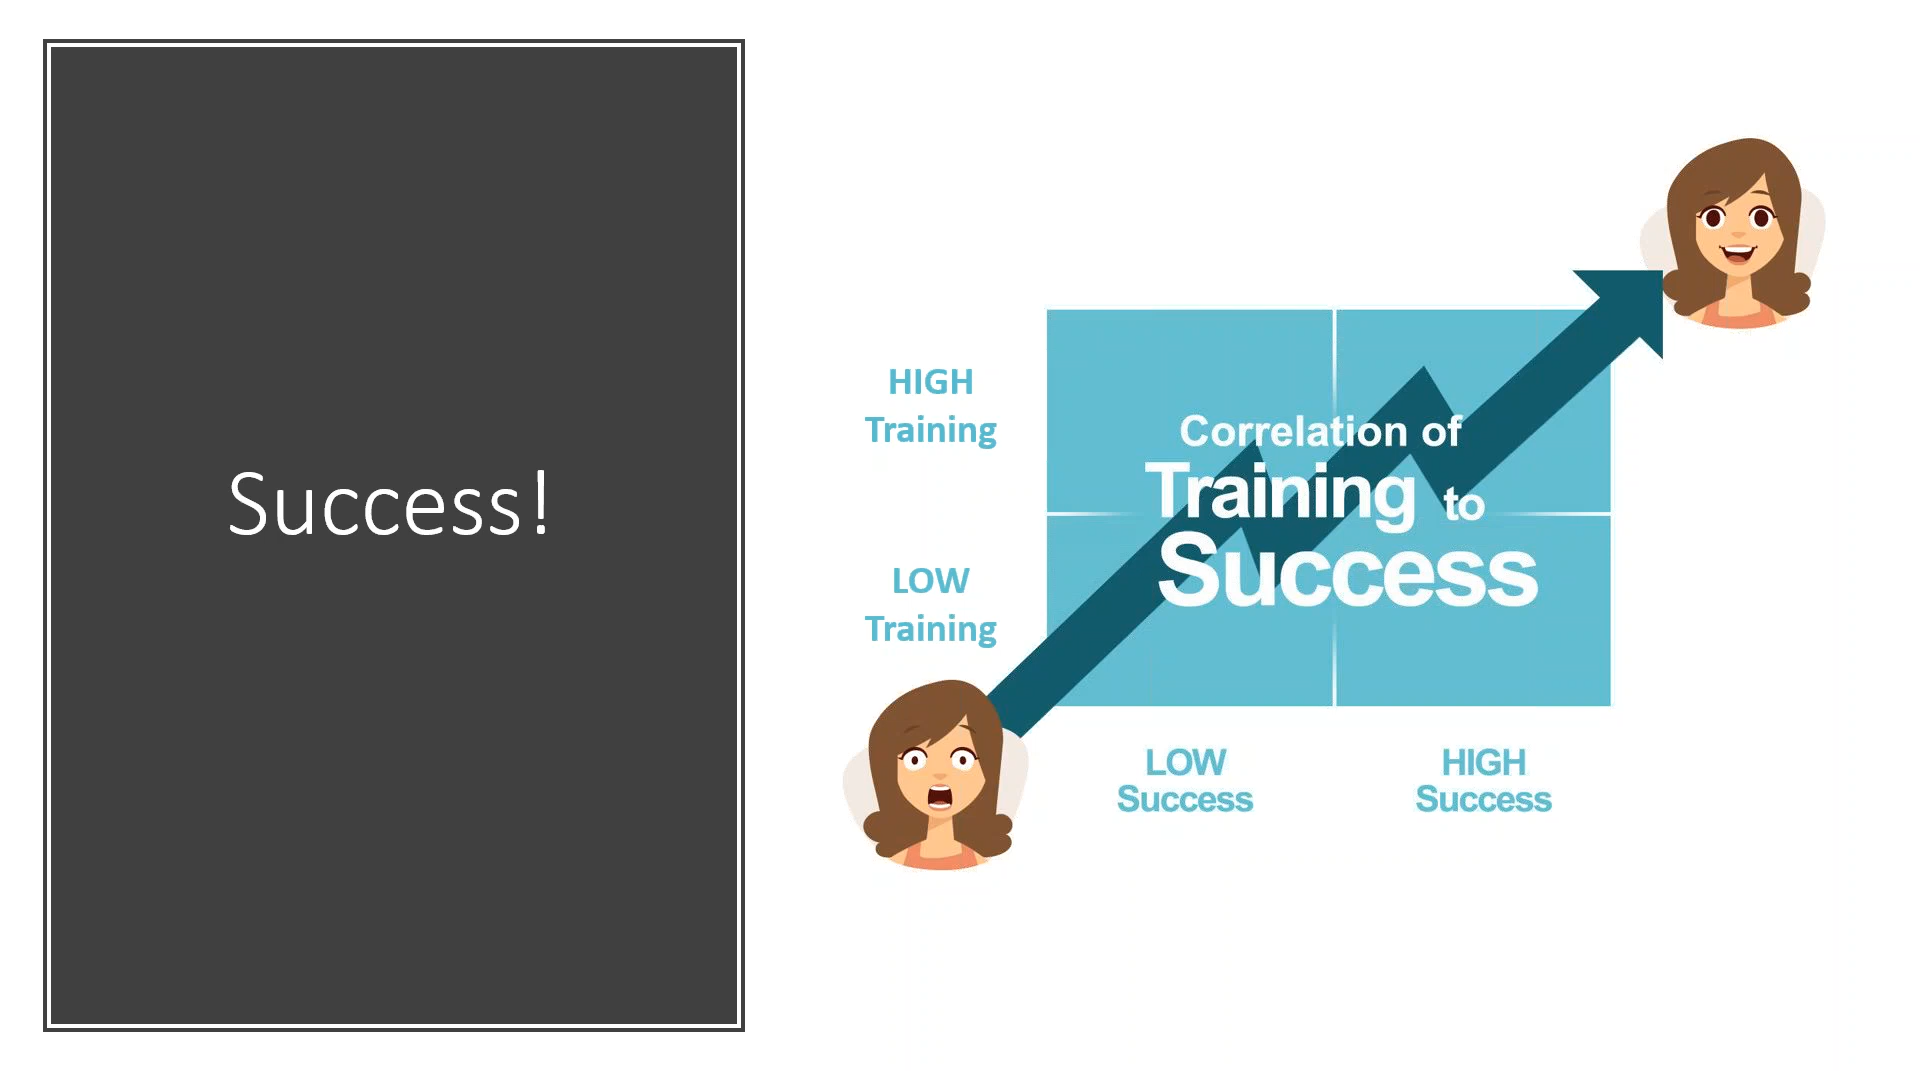 Success!
HIGH
Training
LOW
Training
Correlation of
Training to
Success
LOW
Success
HIGH
Success